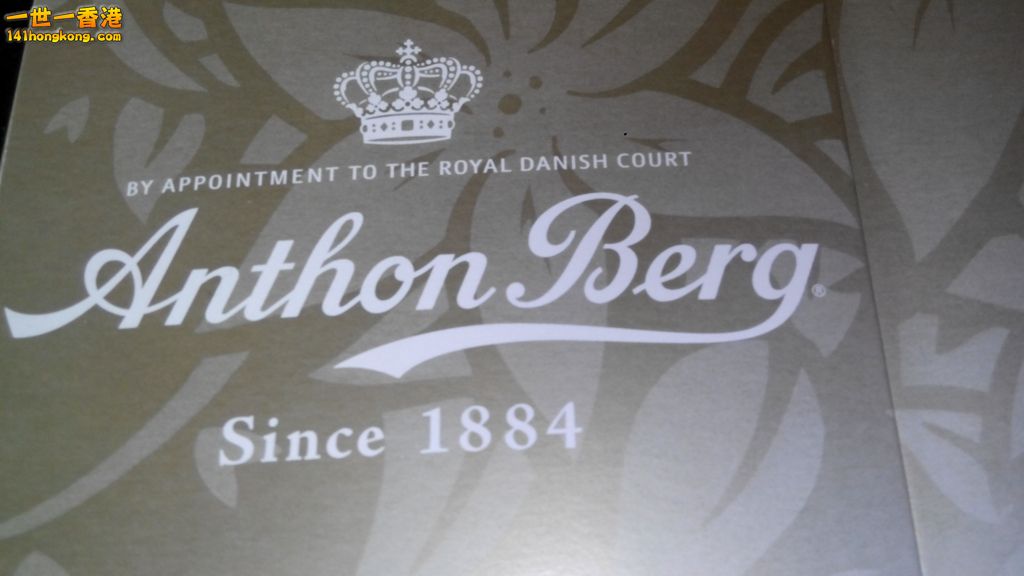 一世一香港
141hongkong.com
BY APPOINTMENT TO THE ROYAL DANISH COURT
Anthon Berg®
Since 1884